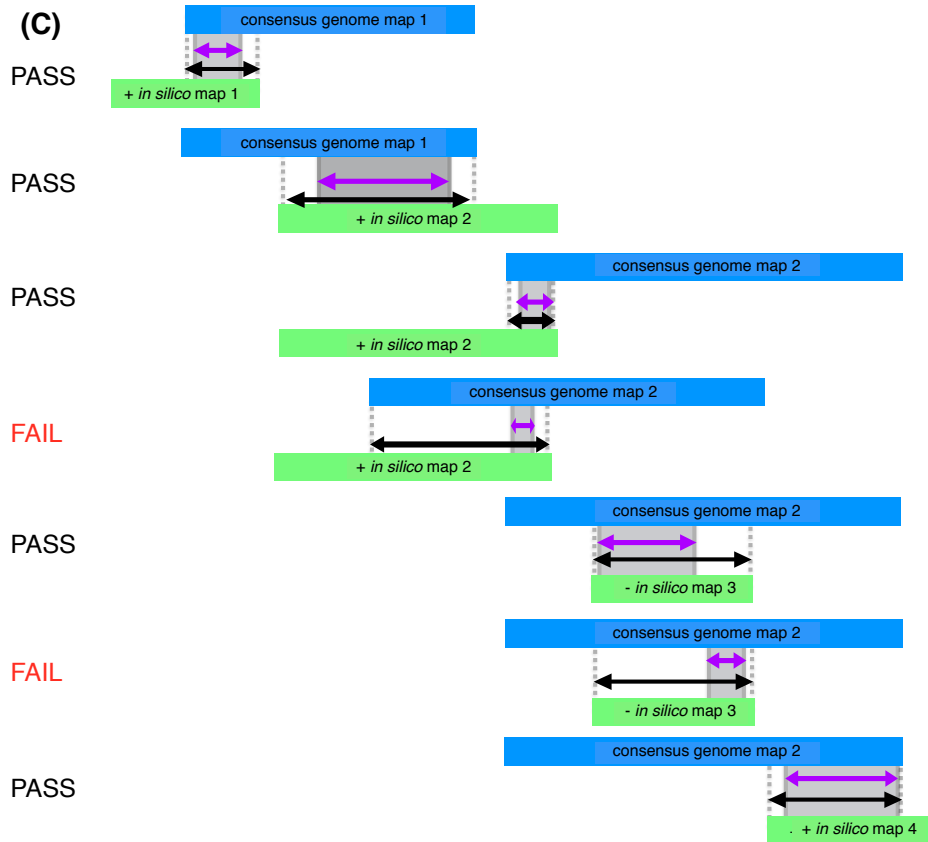 (C)
consensus genome map 1
PASS
+ in silico map 1
consensus genome map 1
PASS
+ in silico map 2
consensus genome map 2
PASS
+ in silico map 2
consensus genome map 2
FAIL
+ in silico map 2
consensus genome map 2
PASS
- in silico map 3
consensus genome map 2
FAIL
- in silico map 3
consensus genome map 2
PASS
. + in silico map 4